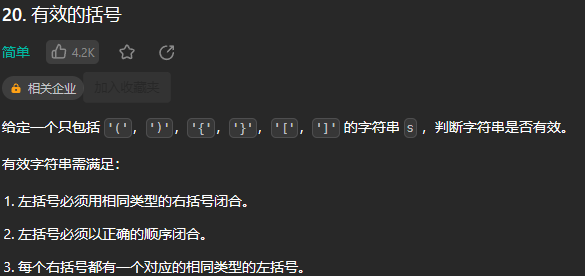 20. 有效的括号
简单 4.2K
相关企业 加入收藏夹
给定一个只包括 '(', ')', '{', '}', '[', ']' 的字符串 s ，判断字符串是否有效。
有效字符串需满足：
1. 左括号必须用相同类型的右括号闭合。
2. 左括号必须以正确的顺序闭合。
3. 每个右括号都有一个对应的相同类型的左括号。